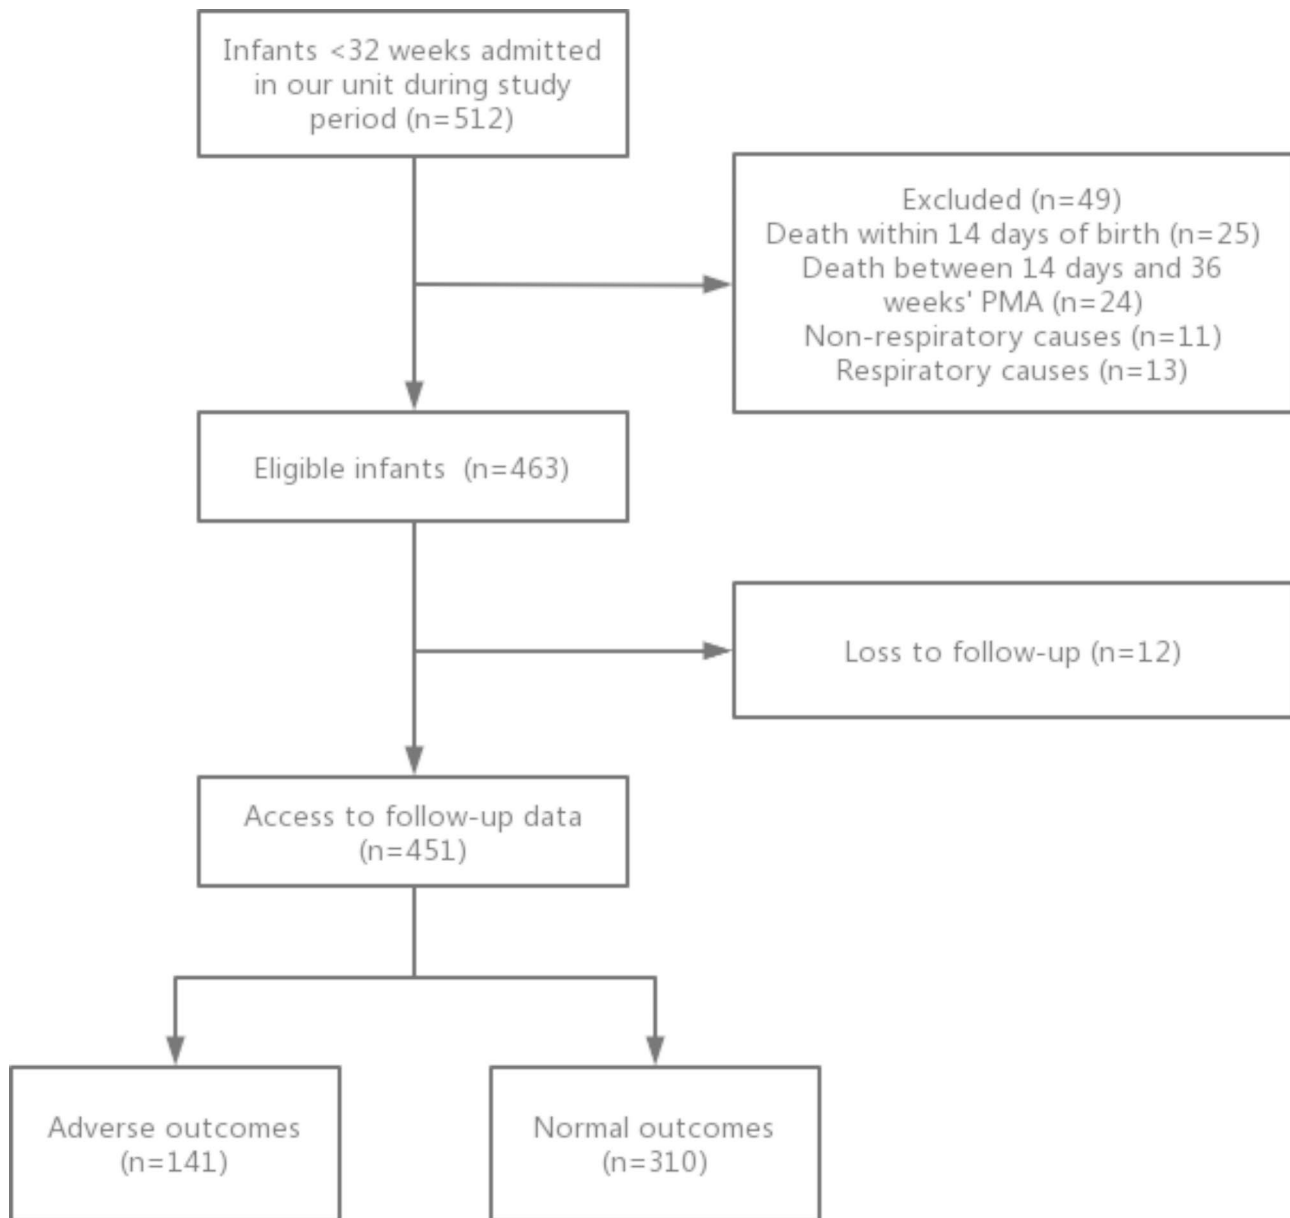 Infants <32 weeks admitted
in our unit during study
period (n=512)
Excluded (n=49)
Death within 14 days of birth (n=25)
Death between 14 days and 36
weeks' PMA (n=24)
Non-respiratory causes (n=11)
Respiratory causes (n=13)
Eligible infants  (n=463)
Loss to follow-up (n=12)
Access to follow-up data
(n=451)
Adverse outcomes
(n=141)
Normal outcomes
(n=310)